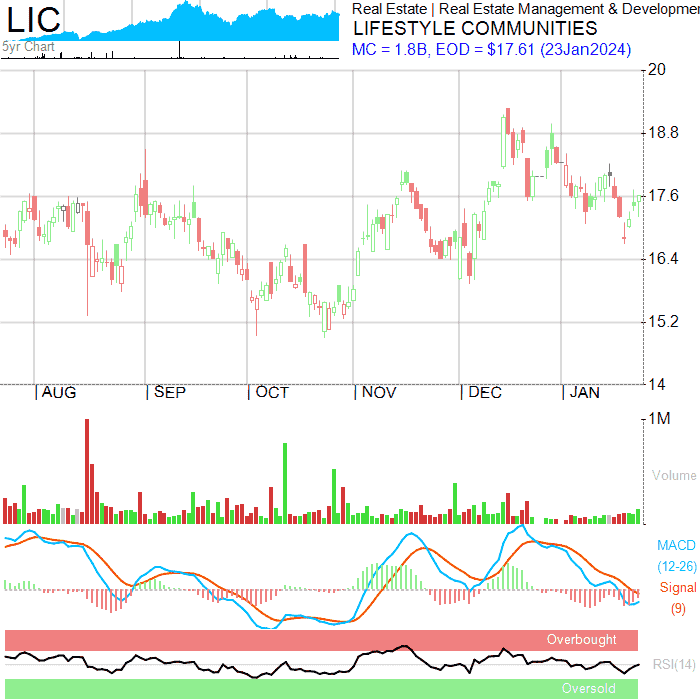 LIC
5yr Chart
Real Estate | Real Estate Management & Developmen
LIFESTYLE COMMUNITIES
MC = 1.8B, EOD = $17.61 (23Jan2024)
20
18.8
17.6
16.4
15.2
14
AUG
SEP
OCT
NOV
DEC
JAN
1M
Volume
MACD
(12-26)
Signal
(9)
Overbought
RSI(14)
Oversold